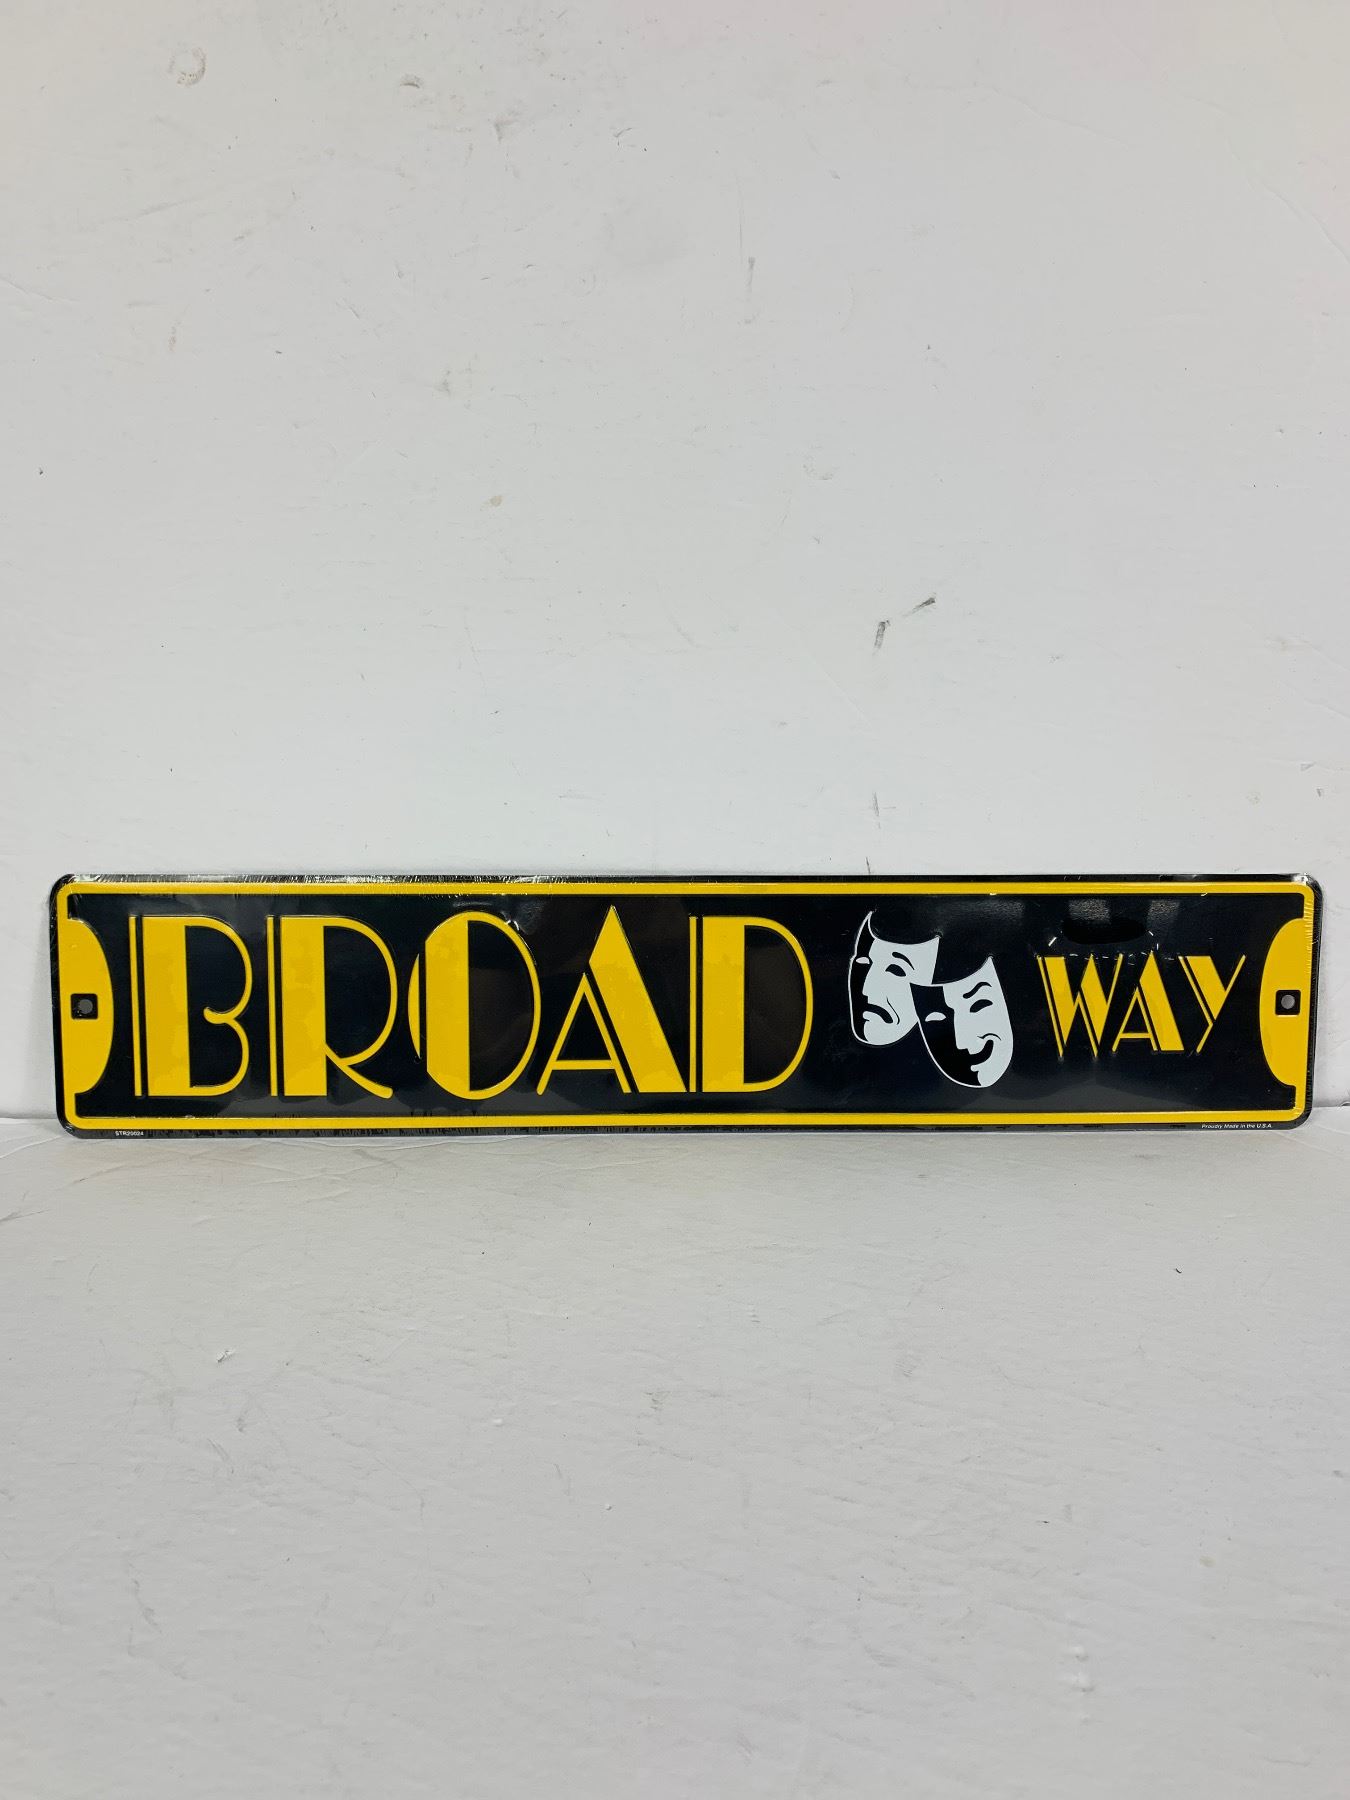 BROAD WAY
STR20024
Proudly Made in the U.S.A.